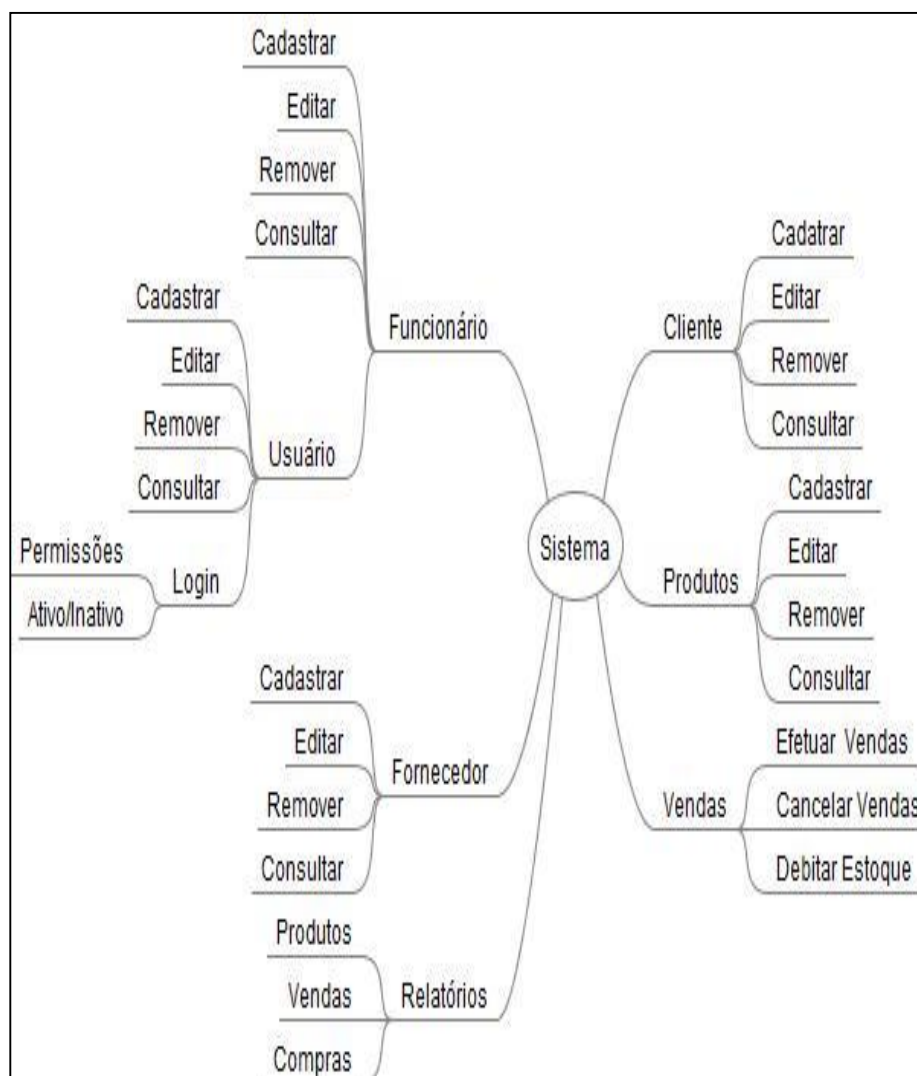 Cadastrar
Editar
Remover
Consultar
Funcionário
Cadastrar
Editar
Remover
Consultar
Usuário
Permissões
Ativo/Inativo
Login
Cadastrar
Editar
Remover
Consultar
Fornecedor
Produtos
Vendas
Compras
Relatórios
Sistema
Cliente
Cadatrar
Editar
Remover
Consultar
Produtos
Cadastrar
Editar
Remover
Consultar
Vendas
Efetuar Vendas
Cancelar Vendas
Debitar Estoque